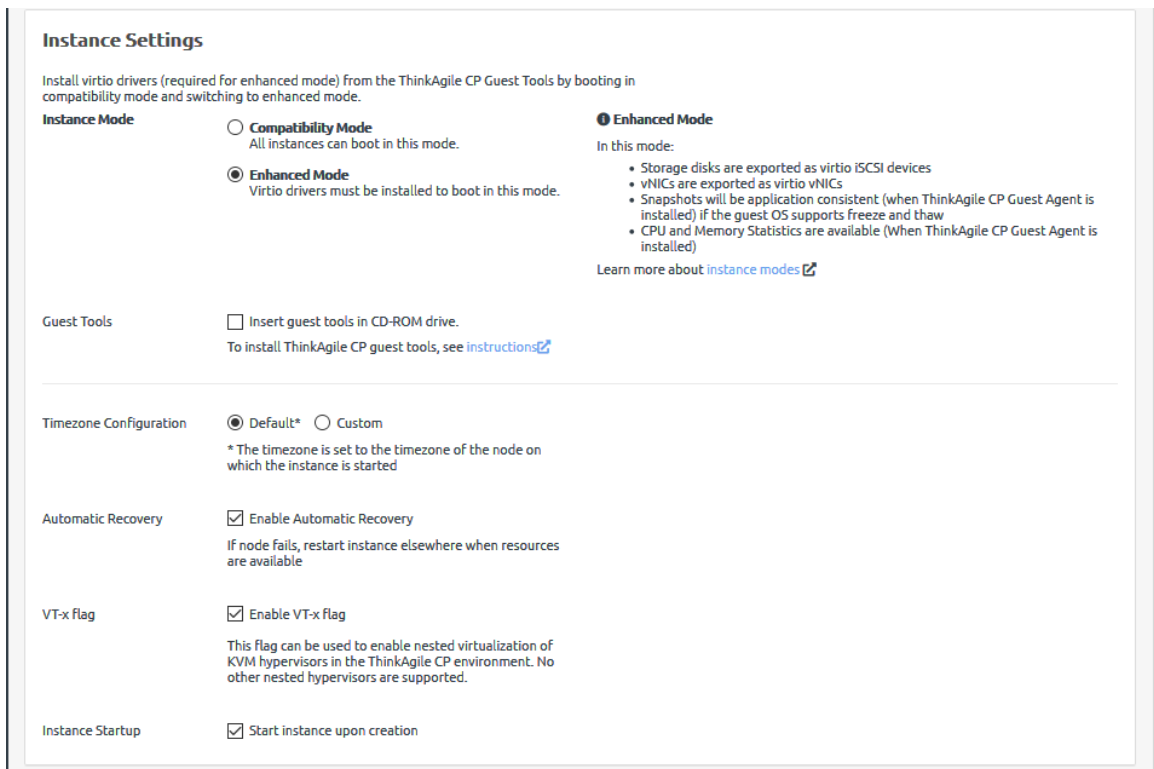 Instance Settings
Install virtio drivers (required for enhanced mode) from the ThinkAgile CP Guest Tools by booting in
compatibility mode and switching to enhanced mode.
Instance Mode
Compatibility Mode
All instances can boot in this mode.
Enhanced Mode
Virtio drivers must be installed to boot in this mode.
Enhanced Mode
In this mode:
• Storage disks are exported as virtio iSCSI devices
• vNICs are exported as virtio vNICs
• Snapshots will be application consistent (when ThinkAgile CP Guest Agent is
installed) if the guest OS supports freeze and thaw
• CPU and Memory Statistics are available (When ThinkAgile CP Guest Agent is
installed)
Learn more about instance modes
Guest Tools
Insert guest tools in CD-ROM drive.
To install ThinkAgile CP guest tools, see instructions
Timezone Configuration
Default* Custom
* The timezone is set to the timezone of the node on
which the instance is started
Automatic Recovery
Enable Automatic Recovery
If node fails, restart instance elsewhere when resources
are available
VT-x flag
Enable VT-x flag
This flag can be used to enable nested virtualization of
KVM hypervisors in the ThinkAgile CP environment. No
other nested hypervisors are supported.
Instance Startup
Start instance upon creation